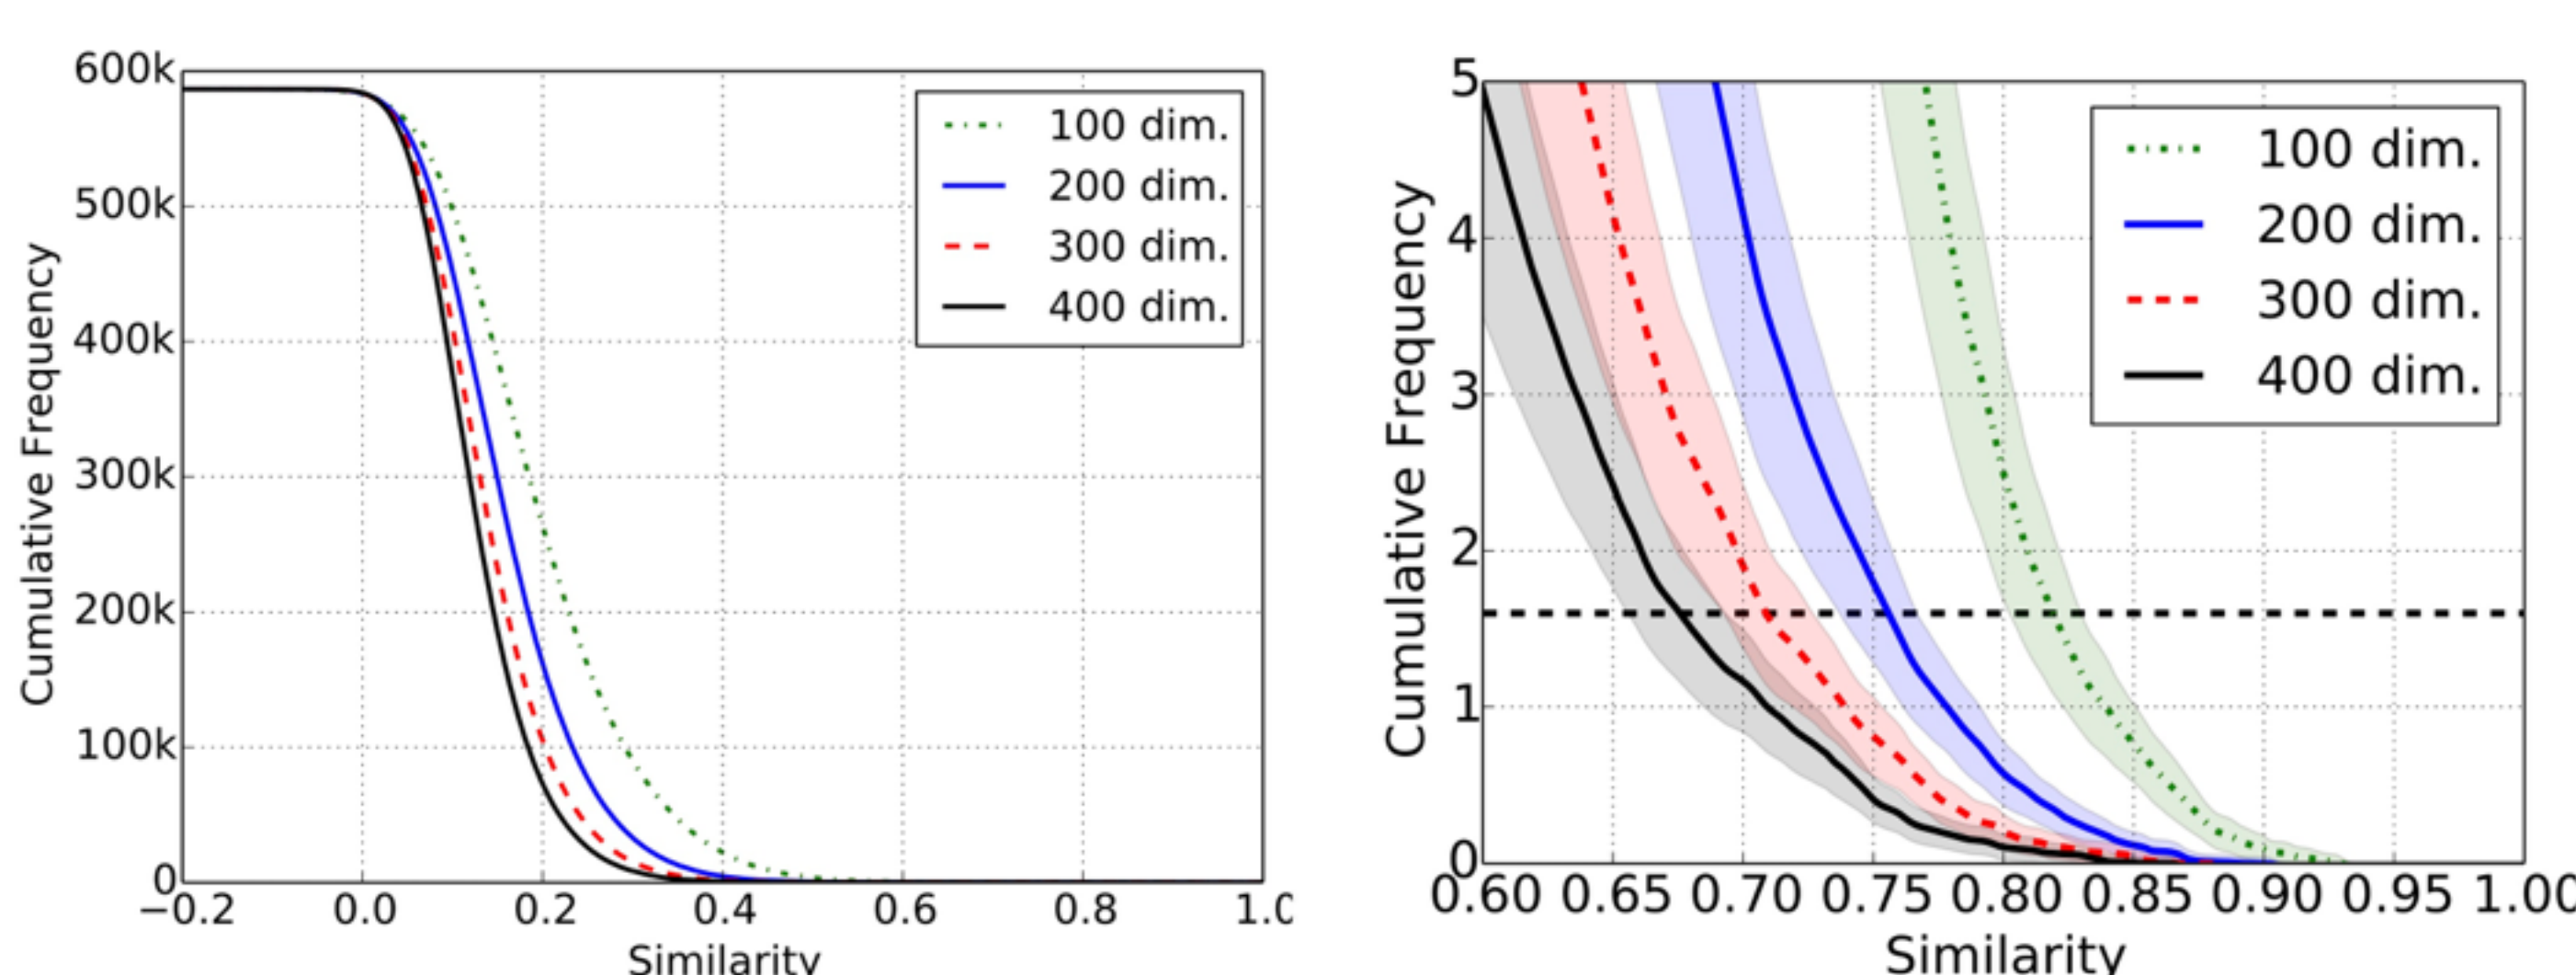 600k
500k
400k
300k
200k
100k
0
Cumulative Frequency
−0.2 0.0 0.2 0.4 0.6 0.8 1.0
Similarity
100 dim.
200 dim.
300 dim.
400 dim.
5
4
3
2
1
0
Cumulative Frequency
0.60 0.65 0.70 0.75 0.80 0.85 0.90 0.95 1.00
Similarity
100 dim.
200 dim.
300 dim.
400 dim.